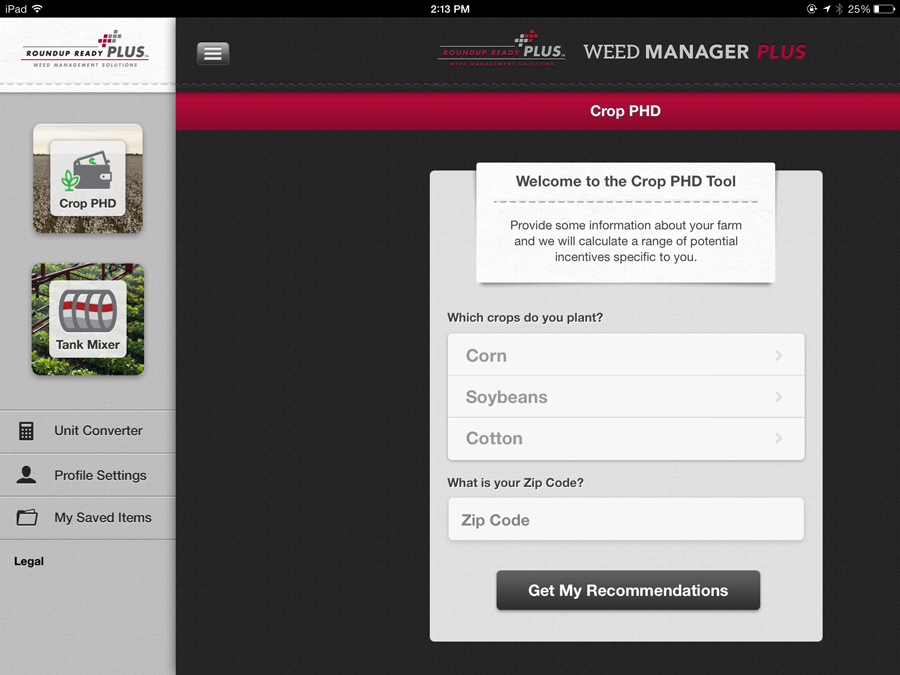 iPad
2:13 PM
25%
ROUNDUP READY PLUS™
WEED MANAGEMENT SOLUTIONS
Crop PHD
Tank Mixer
Unit Converter
Profile Settings
My Saved Items
Legal
ROUNDUP READY PLUS™
WEED MANAGEMENT SOLUTIONS
WEED MANAGER PLUS
Crop PHD
Welcome to the Crop PHD Tool
Provide some information about your farm
and we will calculate a range of potential
incentives specific to you.
Which crops do you plant?
Corn
Soybeans
Cotton
What is your Zip Code?
Zip Code
Get My Recommendations